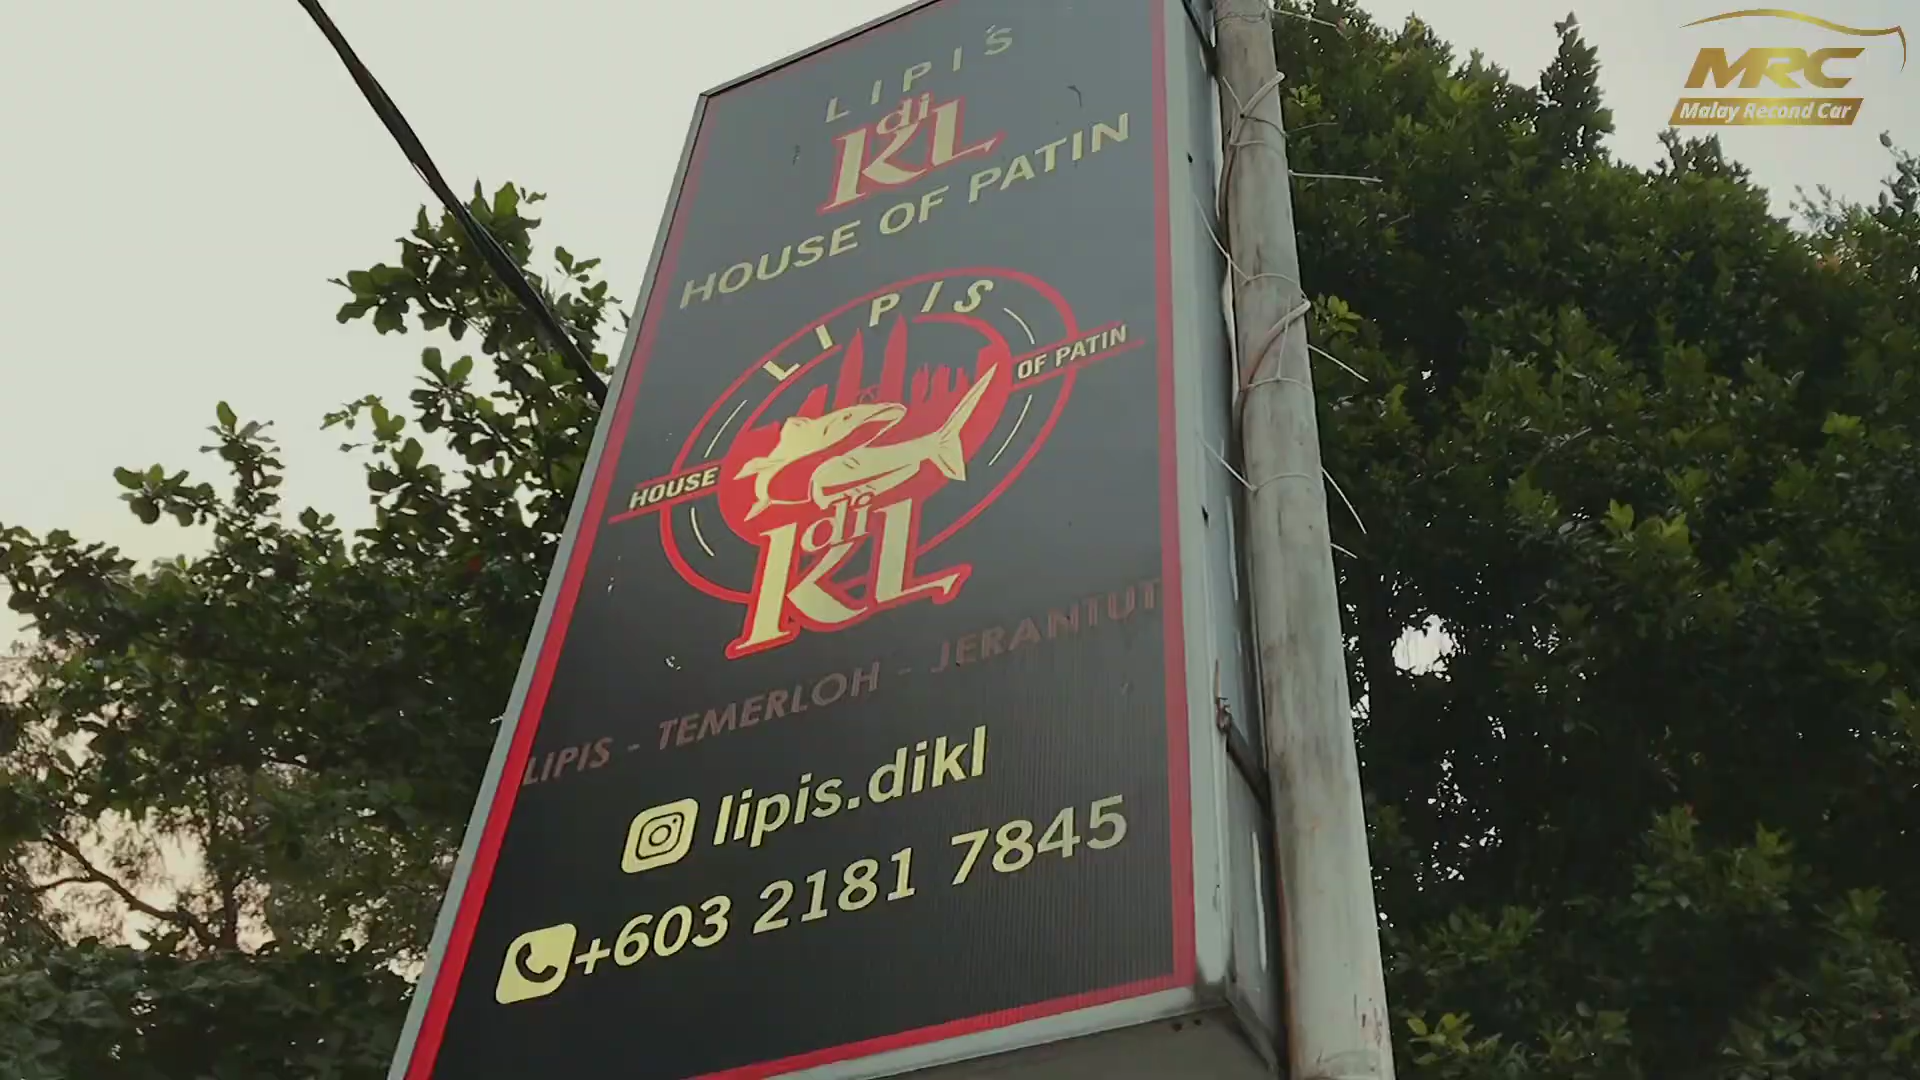 MRC
Malay Recond Car
LIPIS
di
KL
HOUSE OF PATIN
LIPIS
HOUSE
OF PATIN
di
KL
LIPIS - TEMERLOH - JERANTUT
lipis.dikl
+603 2181 7845